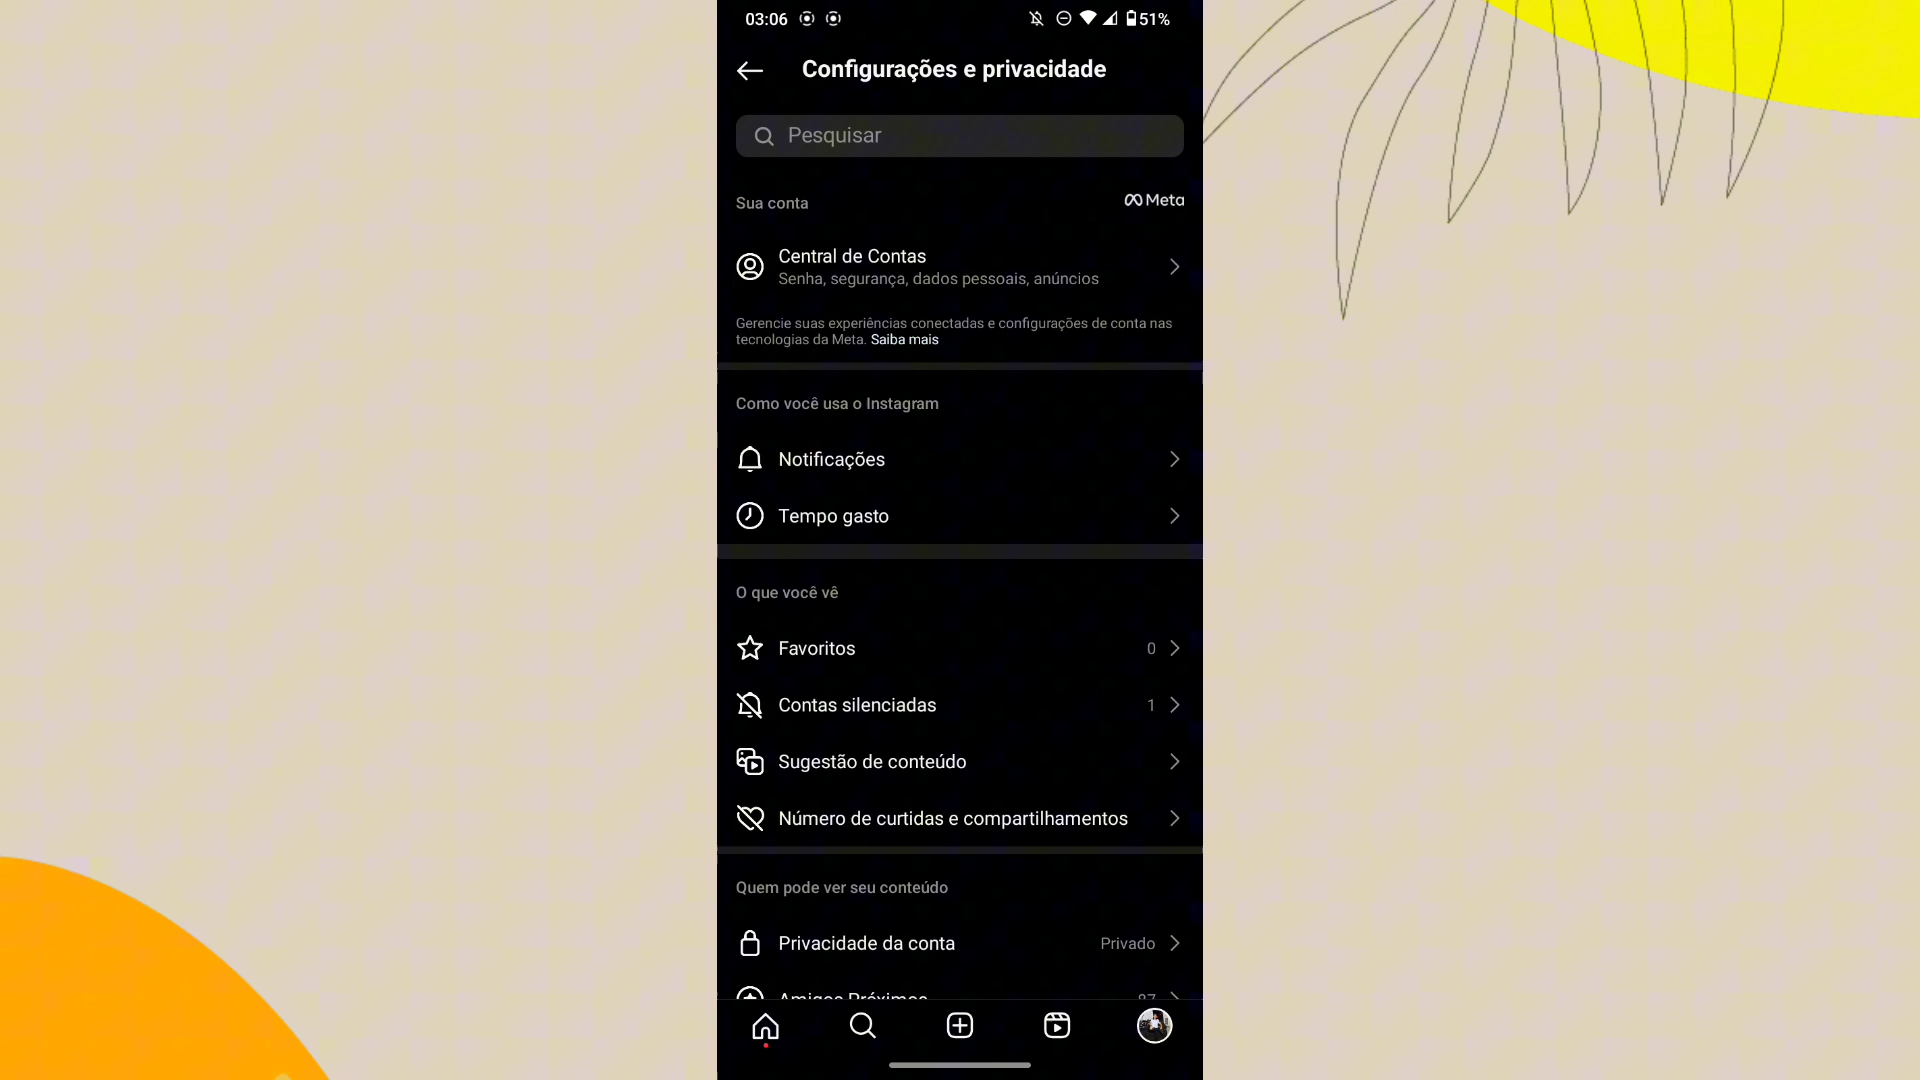 03:06
51%
Configurações e privacidade
Pesquisar
Sua conta
Meta
Central de Contas
Senha, segurança, dados pessoais, anúncios
Gerencie suas experiências conectadas e configurações de conta nas
tecnologias da Meta. Saiba mais
Como você usa o Instagram
Notificações
Tempo gasto
O que você vê
Favoritos 0
Contas silenciadas 1
Sugestão de conteúdo
Número de curtidas e compartilhamentos
Quem pode ver seu conteúdo
Privacidade da conta Privado
Amigos Próximos 87